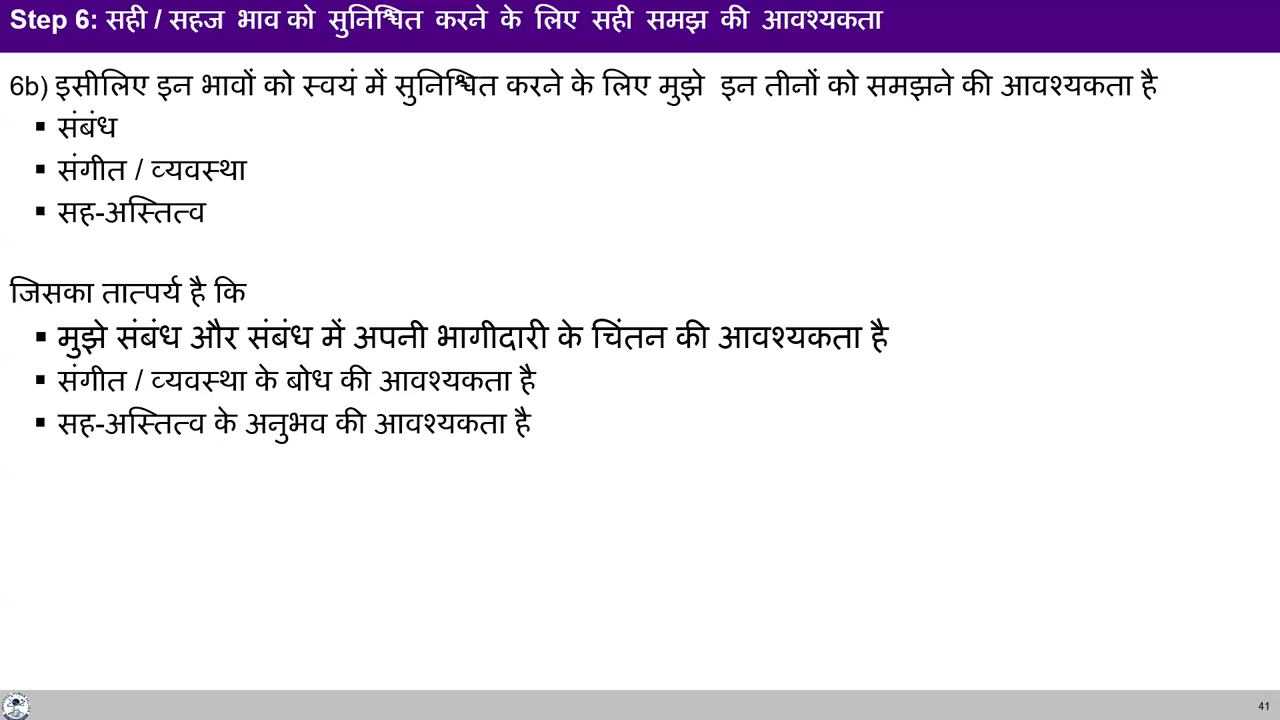 Step 6: सही / सहज भाव को सुनिश्चित करने के लिए सही समझ की आवश्यकता
6b) इसीलिए इन भावों को स्वयं में सुनिश्चित करने के लिए मुझे इन तीनों को समझने की आवश्यकता है
▪ संबंध
▪ संगीत / व्यवस्था
▪ सह-अस्तित्व
जिसका तात्पर्य है कि
▪ मुझे संबंध और संबंध में अपनी भागीदारी के चिंतन की आवश्यकता है
▪ संगीत / व्यवस्था के बोध की आवश्यकता है
▪ सह-अस्तित्व के अनुभव की आवश्यकता है
41